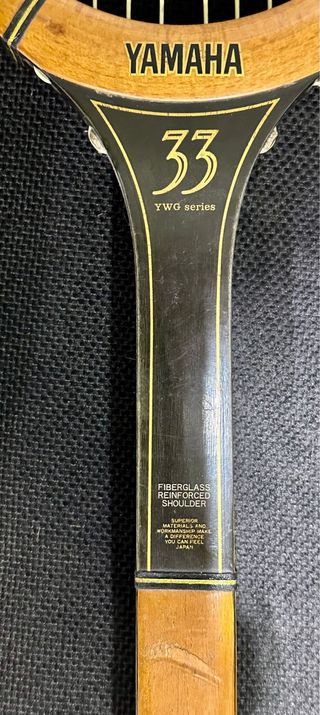 YAMAHA
33
YWG series
FIBERGLASS
REINFORCED
SHOULDER
SUPERIOR
MATERIALS AND
WORKMANSHIP MAKE
A DIFFERENCE
YOU CAN FEEL
JAPAN